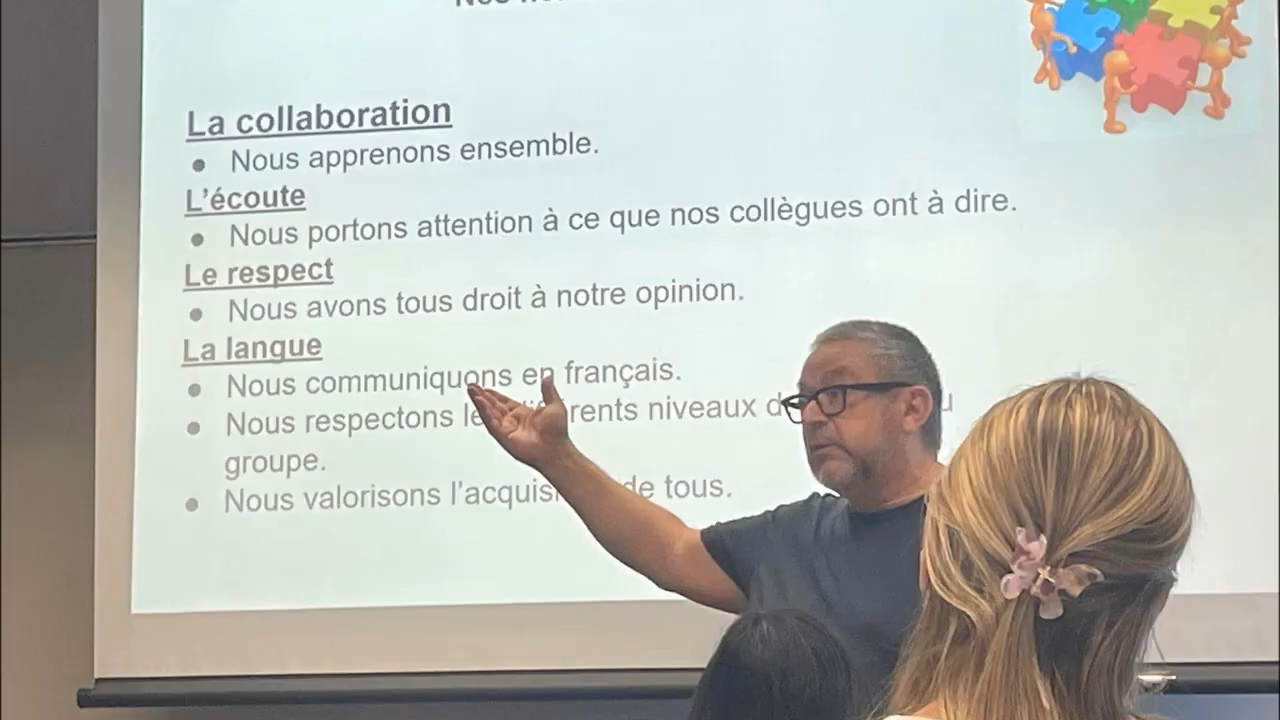 La collaboration
● Nous apprenons ensemble.
L'écoute
● Nous portons attention à ce que nos collègues ont à dire.
Le respect
● Nous avons tous droit à notre opinion.
La langue
● Nous communiquons en français.
● Nous respectons niveaux
groupe.
● Nous valorisons de tous.